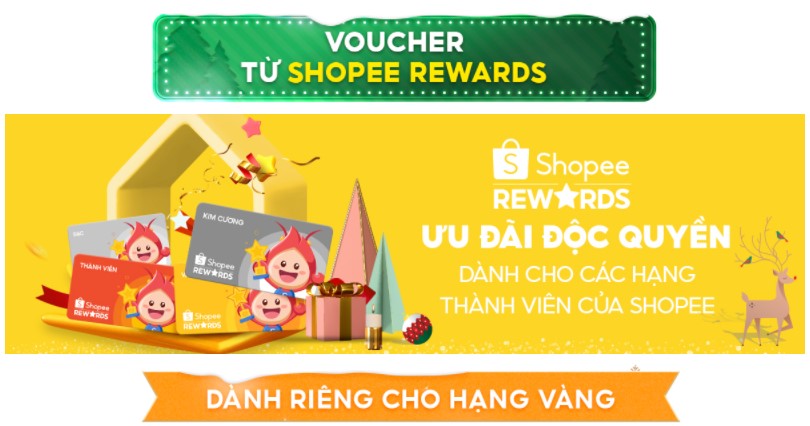 VOUCHER
TỪ SHOPEE REWARDS
Shopee
REWARDS
ƯU ĐÃI ĐỘC QUYỀN
DÀNH CHO CÁC HẠNG
THÀNH VIÊN CỦA SHOPEE
BẠC
KIM CƯƠNG
Shopee
REWARDS
THÀNH VIÊN
Shopee
REWARDS
Shopee
REWARDS
DÀNH RIÊNG CHO HẠNG VÀNG